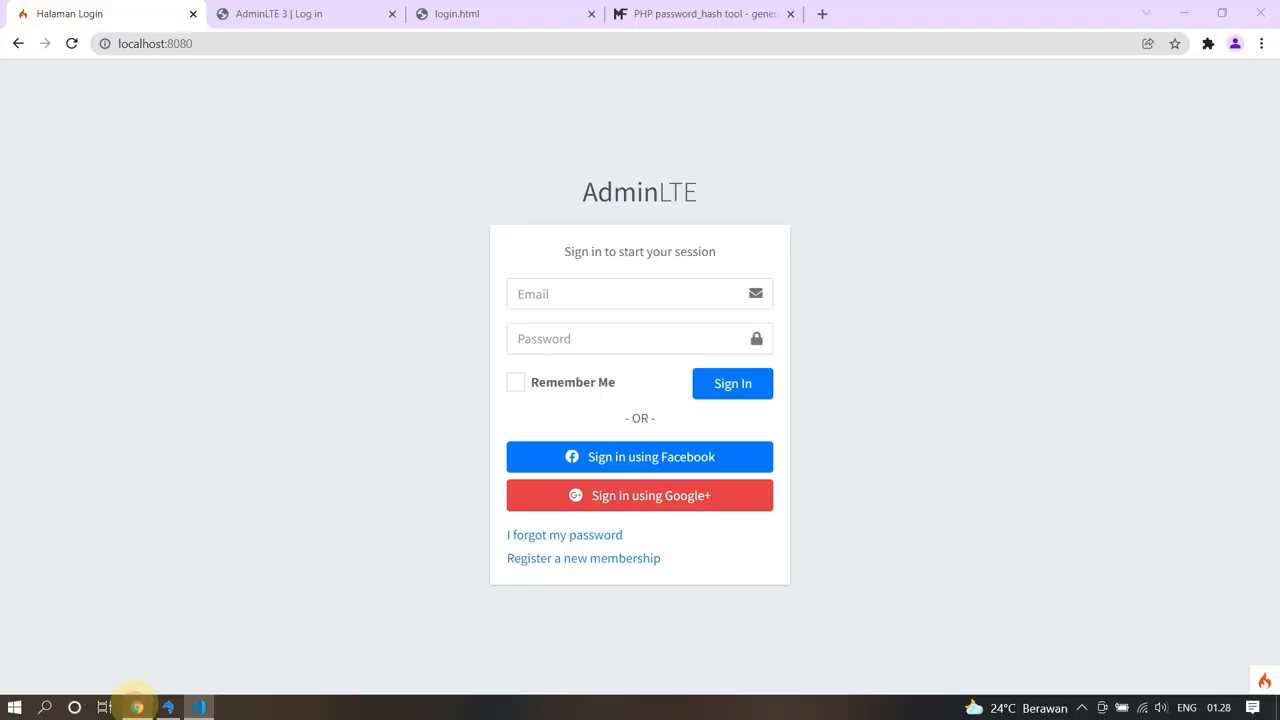 Halaman Login
AdminLTE 3 | Log in
login.html
PHP password_hash tool - gene
localhost:8080
AdminLTE
Sign in to start your session
Email
Password
Remember Me
Sign In
- OR -
Sign in using Facebook
Sign in using Google+
I forgot my password
Register a new membership
24°C Berawan
ENG
01.28